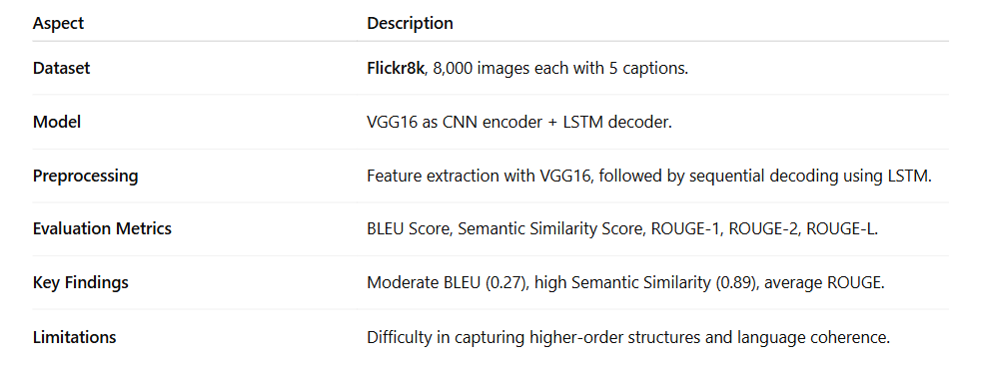 Aspect Description
Dataset Flickr8k, 8,000 images each with 5 captions.
Model VGG16 as CNN encoder + LSTM decoder.
Preprocessing Feature extraction with VGG16, followed by sequential decoding using LSTM.
Evaluation Metrics BLEU Score, Semantic Similarity Score, ROUGE-1, ROUGE-2, ROUGE-L.
Key Findings Moderate BLEU (0.27), high Semantic Similarity (0.89), average ROUGE.
Limitations Difficulty in capturing higher-order structures and language coherence.